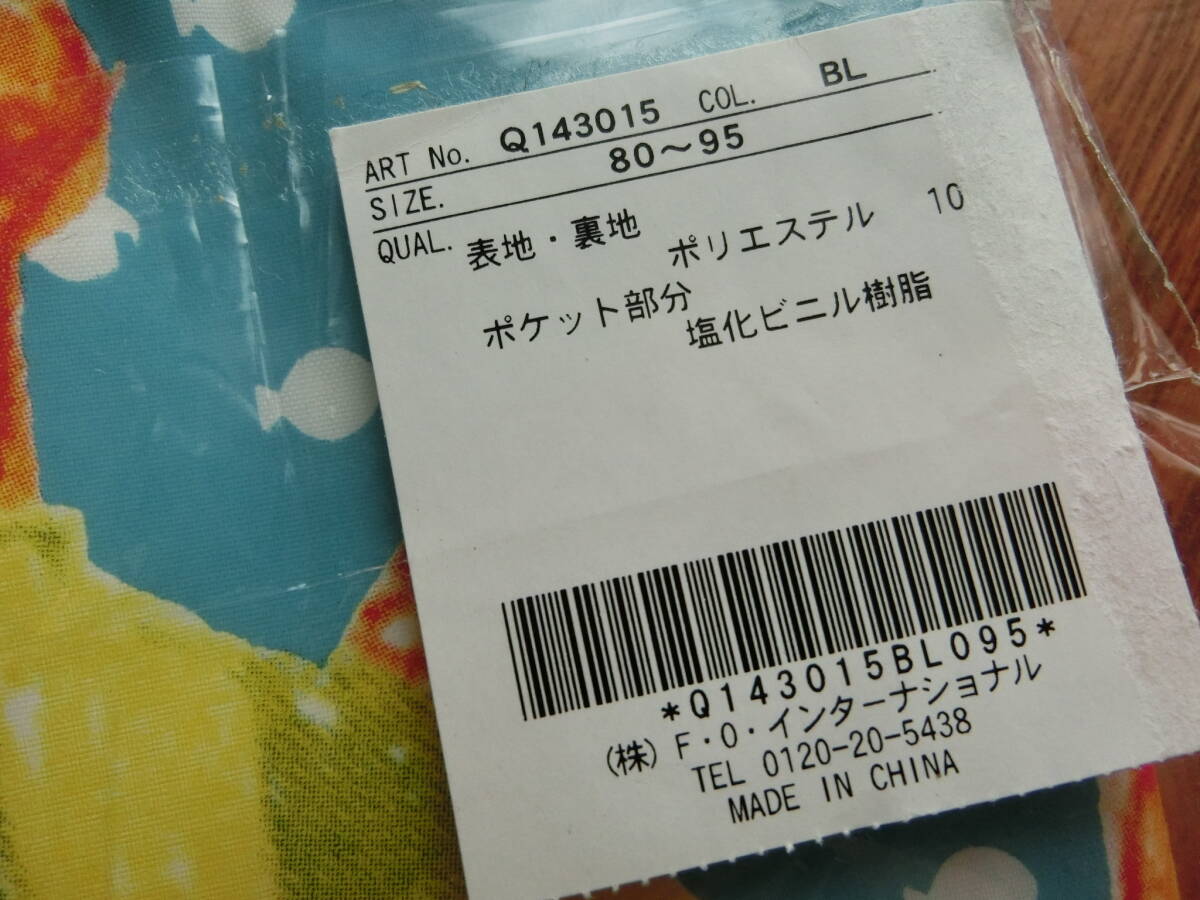 ART No. Q143015 COL. BL
SIZE. 80～95
QUAL. 表地・裏地 ポリエステル 10
ポケット部分 塩化ビニル樹脂
*Q143015BL095*
(株) F・O・インターナショナル
TEL 0120-20-5438
MADE IN CHINA